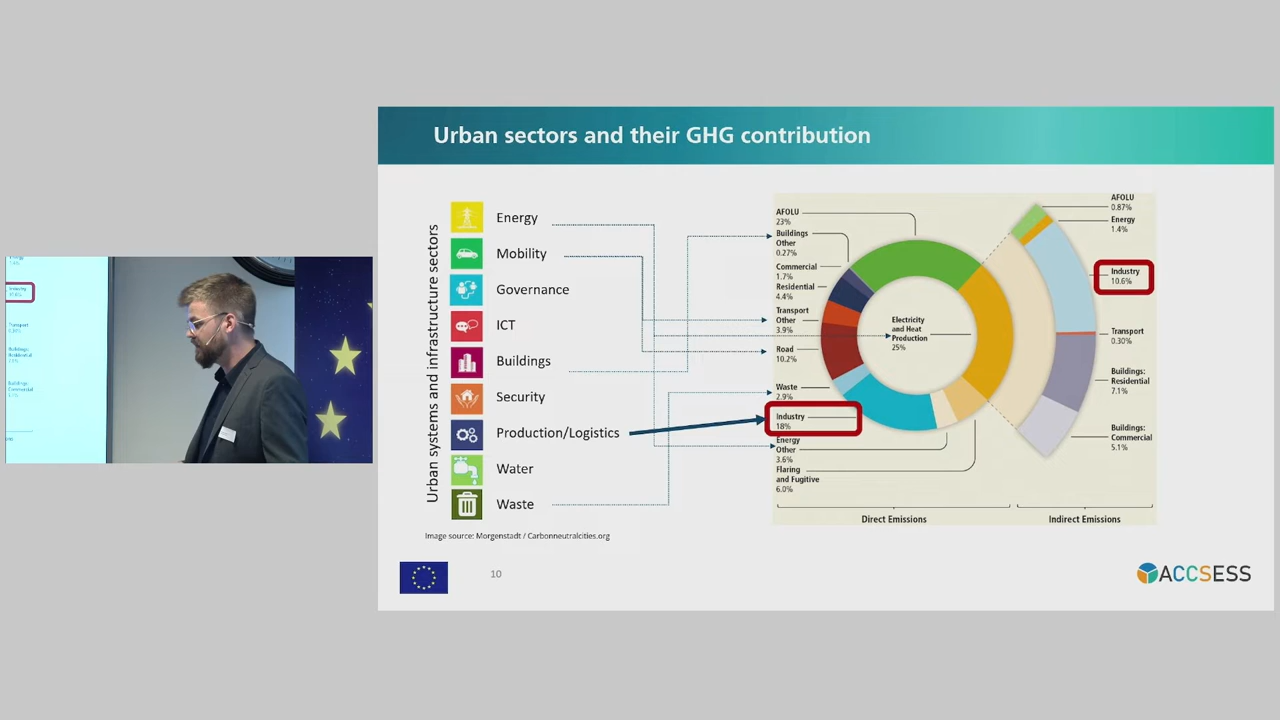 Urban sectors and their GHG contribution
Urban systems and infrastructure sectors
Energy
Mobility
Governance
ICT
Buildings
Security
Production/Logistics
Water
Waste
AFOLU
23%
Buildings
Other
0.27%
Commercial
1.7%
Residential
4.4%
Transport
Other
3.9%
Road
10.2%
Waste
2.9%
Industry
18%
Energy
Other
3.6%
Flaring
and Fugitive
6.0%
Electricity
and Heat
Production
25%
AFOLU
0.87%
Energy
1.4%
Industry
10.6%
Transport
0.30%
Buildings:
Residential
7.1%
Buildings:
Commercial
5.1%
Direct Emissions
Indirect Emissions
Image source: Morgenstadt / Carbonneutralcities.org
10
ACCSESS
Industry
Transport